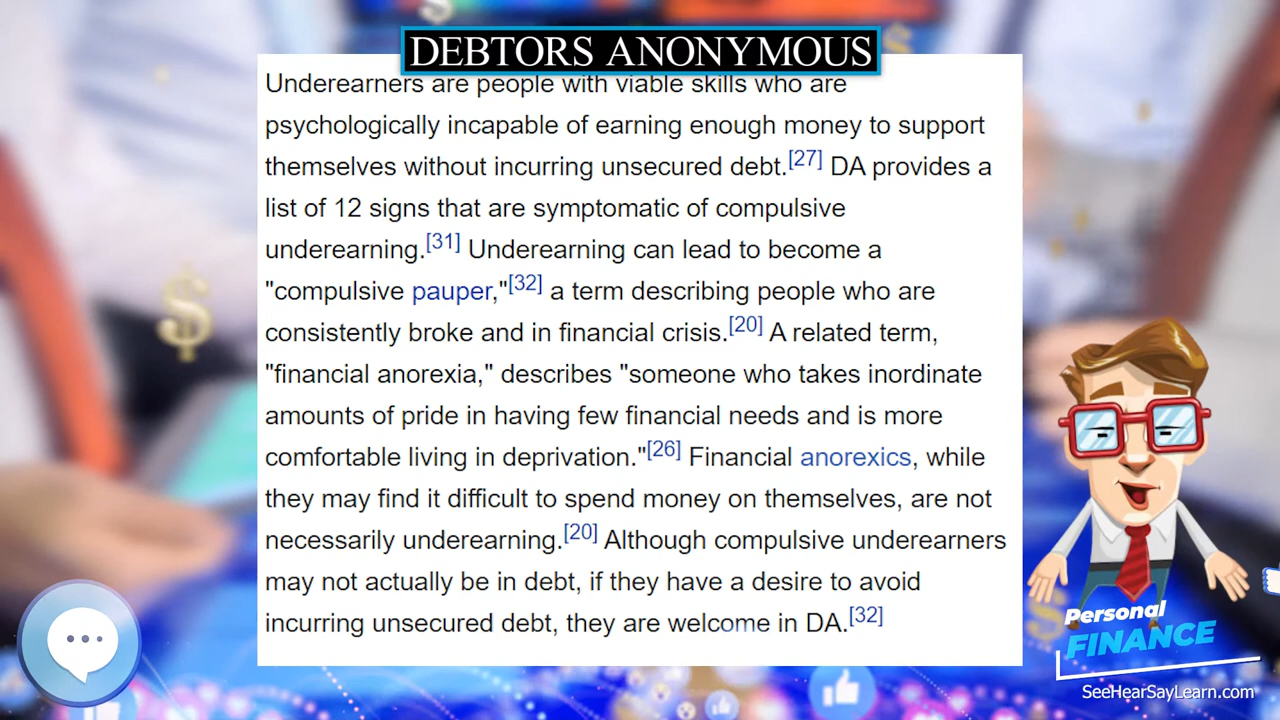 DEBTORS ANONYMOUS
Underearners are people with viable skills who are
psychologically incapable of earning enough money to support
themselves without incurring unsecured debt.[27] DA provides a
list of 12 signs that are symptomatic of compulsive
underearning.[31] Underearning can lead to become a
"compulsive pauper,"[32] a term describing people who are
consistently broke and in financial crisis.[20] A related term,
"financial anorexia," describes "someone who takes inordinate
amounts of pride in having few financial needs and is more
comfortable living in deprivation."[26] Financial anorexics, while
they may find it difficult to spend money on themselves, are not
necessarily underearning.[20] Although compulsive underearners
may not actually be in debt, if they have a desire to avoid
incurring unsecured debt, they are welcome in DA.[32]
Personal
FINANCE
SeeHearSayLearn.com